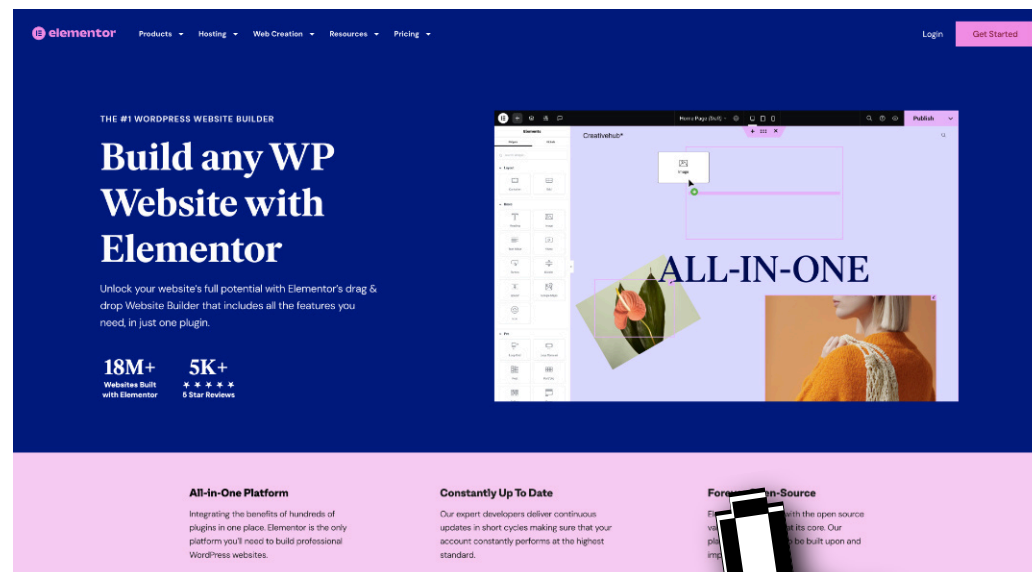 elementor
Products Hosting Web Creation Resources Pricing
Login
Get Started
THE #1 WORDPRESS WEBSITE BUILDER
Build any WP
Website with
Elementor
Unlock your website's full potential with Elementor's drag &
drop Website Builder that includes all the features you
need, in just one plugin.
18M+
Websites Built
with Elementor
5K+
5 Star Reviews
Elements
Publish
Creativehub*
Image
ALL-IN-ONE
All-in-One Platform
Integrating the benefits of hundreds of
plugins in one place. Elementor is the only
platform you'll need to build professional
WordPress websites.
Constantly Up To Date
Our expert developers deliver continuous
updates in short cycles making sure that your
account constantly performs at the highest
standard.
n-Source
with the open source
at its core. Our
be built upon and